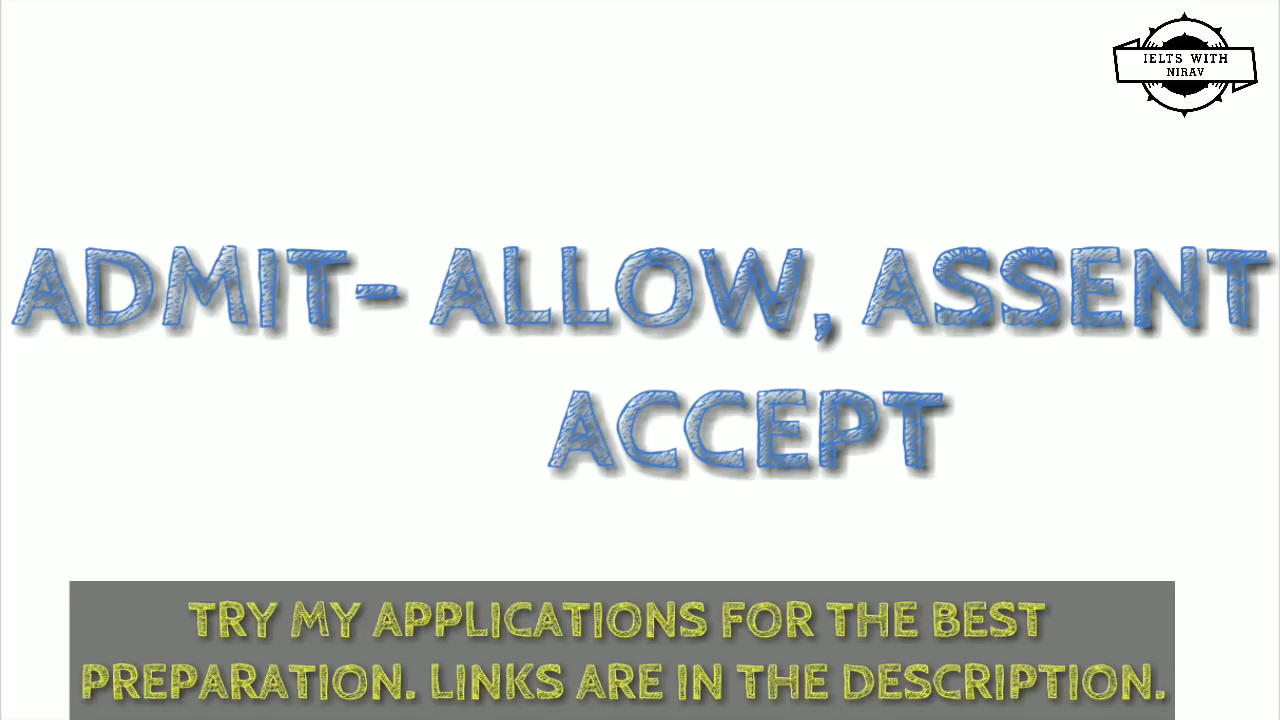 IELTS WITH
NIRAV
ADMIT- ALLOW, ASSENT
ACCEPT
TRY MY APPLICATIONS FOR THE BEST
PREPARATION. LINKS ARE IN THE DESCRIPTION.